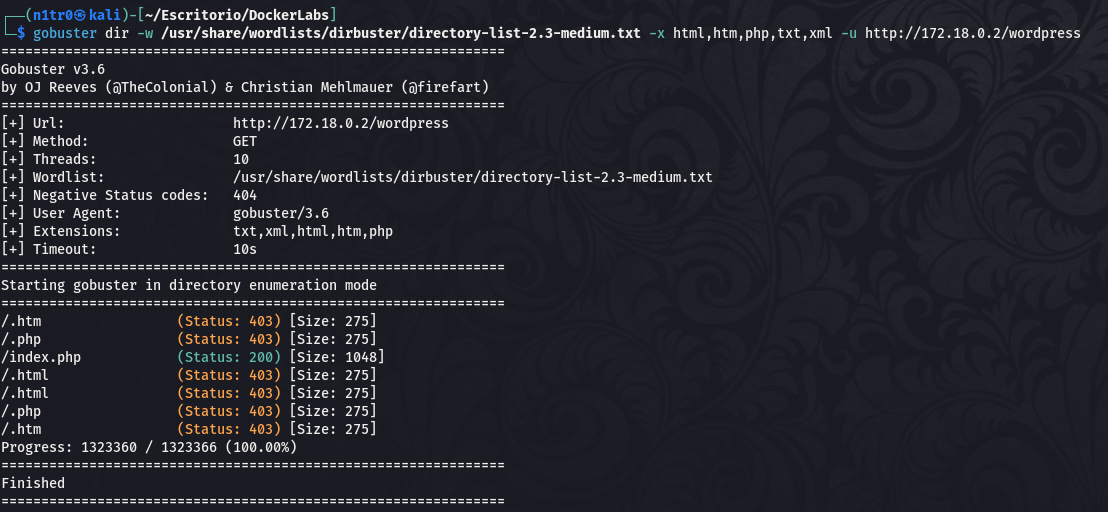 ┌──(n1tr0㉿kali)-[~/Escritorio/DockerLabs]
└─$ gobuster dir -w /usr/share/wordlists/dirbuster/directory-list-2.3-medium.txt -x html,htm,php,txt,xml -u http://172.18.0.2/wordpress
===============================================================
Gobuster v3.6
by OJ Reeves (@TheColonial) & Christian Mehlmauer (@firefart)
===============================================================
[+] Url:                     http://172.18.0.2/wordpress
[+] Method:                  GET
[+] Threads:                 10
[+] Wordlist:                /usr/share/wordlists/dirbuster/directory-list-2.3-medium.txt
[+] Negative Status codes:   404
[+] User Agent:              gobuster/3.6
[+] Extensions:              txt,xml,html,htm,php
[+] Timeout:                 10s
===============================================================
Starting gobuster in directory enumeration mode
===============================================================
/.htm                 (Status: 403) [Size: 275]
/.php                 (Status: 403) [Size: 275]
/index.php            (Status: 200) [Size: 1048]
/.html                (Status: 403) [Size: 275]
/.html                (Status: 403) [Size: 275]
/.php                 (Status: 403) [Size: 275]
/.htm                 (Status: 403) [Size: 275]
Progress: 1323360 / 1323366 (100.00%)
===============================================================
Finished
===============================================================